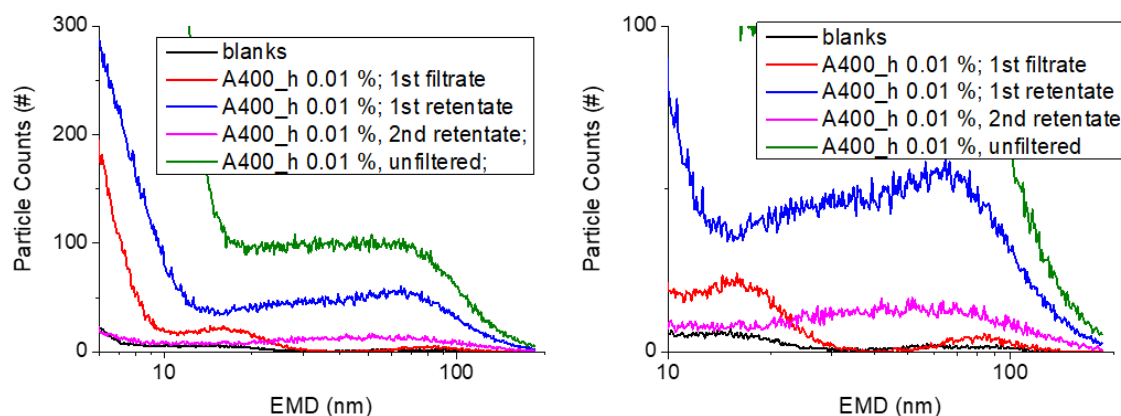 300
200
100
0
Particle Counts (#)
10
100
EMD (nm)
blanks
A400_h 0.01 %; 1st filtrate
A400_h 0.01 %; 1st retentate
A400_h 0.01 %, 2nd retentate;
A400_h 0.01 %, unfiltered;
100
0
Particle Counts (#)
10
100
EMD (nm)
blanks
A400_h 0.01 %; 1st filtrate
A400_h 0.01 %; 1st retentate
A400_h 0.01 %, 2nd retentate
A400_h 0.01 %, unfiltered